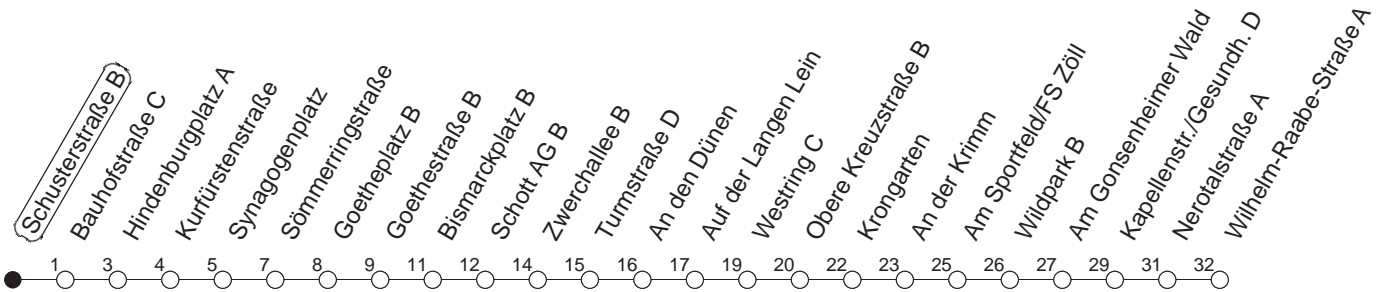 Schusterstraße B
Bauhofstraße C
Hindenburgplatz A
Kurfürstenstraße
Synagogenplatz
Sömmerringstraße
Goetheplatz B
Goethestraße B
Bismarckplatz B
Schott AG B
Zwerchallee B
Turmstraße D
An den Dünen
Auf der Langen Lein
Westring C
Obere Kreuzstraße B
Krongarten
An der Krimm
Am Sportfeld/FS Zöll
Wildpark B
Am Gonsenheimer Wald
Kapellenstr./Gesundh. D
Nerotalstraße A
Wilhelm-Raabe-Straße A
1 3 4 5 7 8 9 11 12 14 15 16 17 19 20 22 23 25 26 27 29 31 32